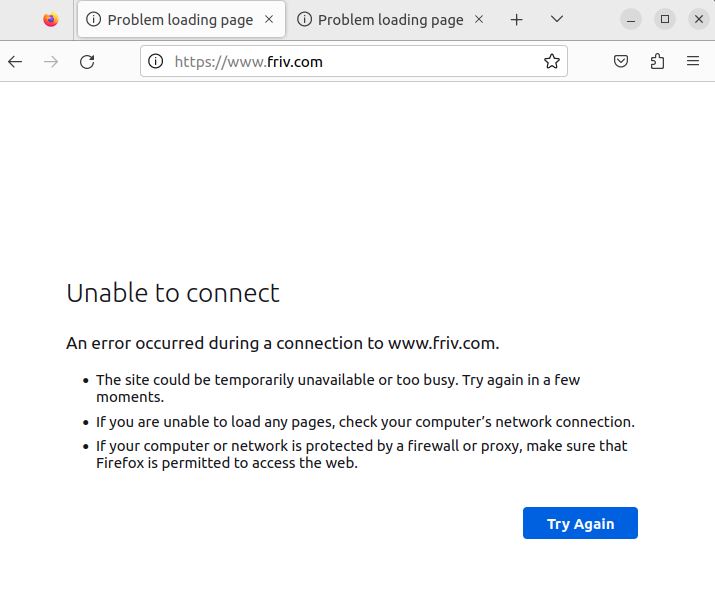 Problem loading page
Problem loading page
https://www.friv.com
Unable to connect
An error occurred during a connection to www.friv.com.
• The site could be temporarily unavailable or too busy. Try again in a few
moments.
• If you are unable to load any pages, check your computer’s network connection.
• If your computer or network is protected by a firewall or proxy, make sure that
Firefox is permitted to access the web.
Try Again